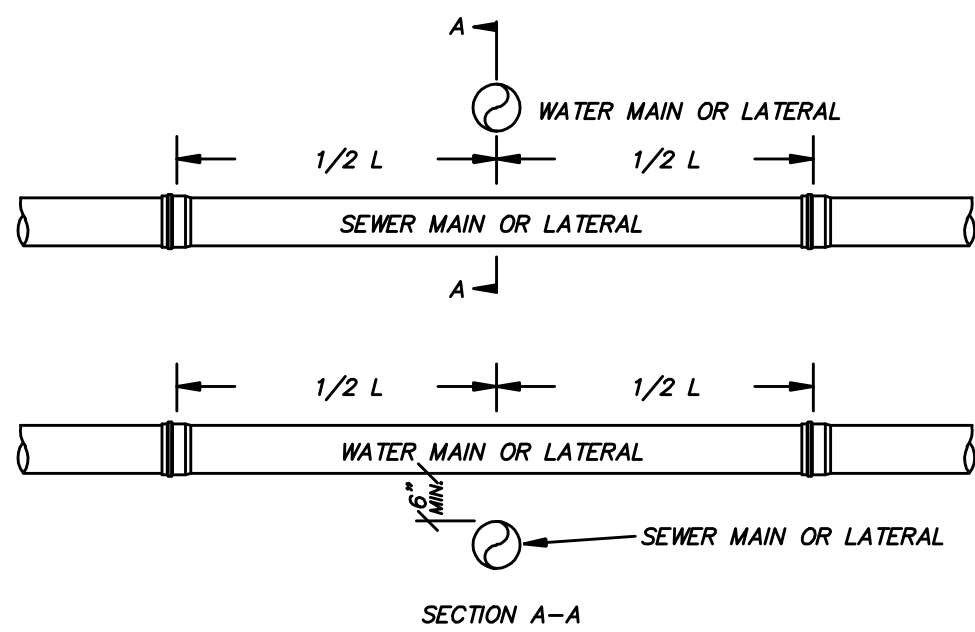 A
WATER MAIN OR LATERAL
1/2 L 1/2 L
SEWER MAIN OR LATERAL
A
1/2 L 1/2 L
WATER MAIN OR LATERAL
6"
MIN.
SEWER MAIN OR LATERAL
SECTION A-A